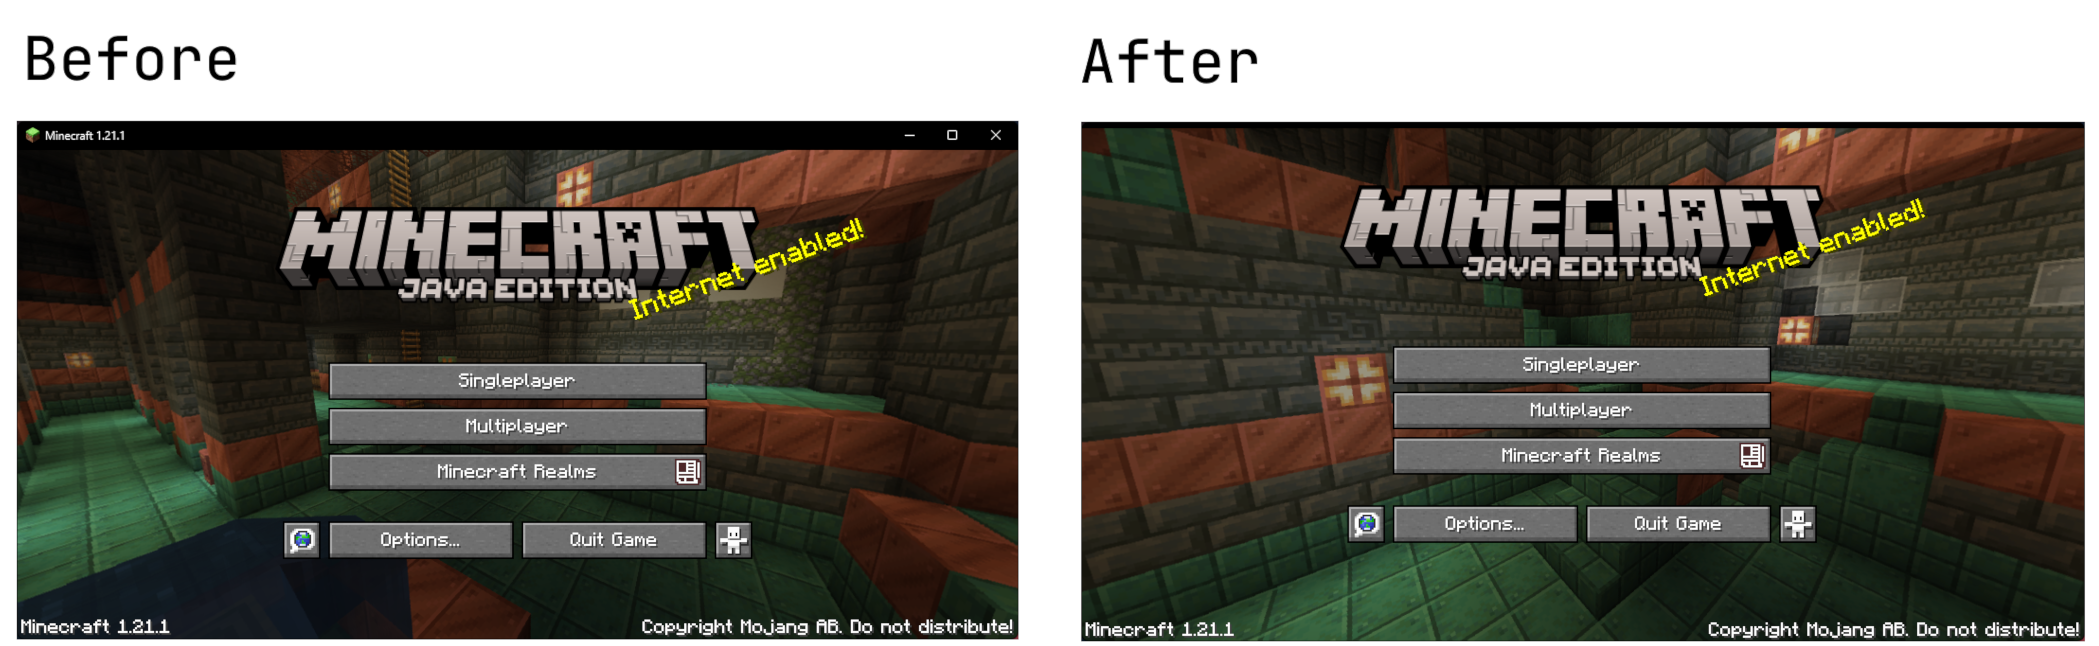 Before
Minecraft 1.21.1
MINECRAFT
JAVA EDITION
Internet enabled!
Singleplayer
Multiplayer
Minecraft Realms
Options...
Quit Game
Minecraft 1.21.1
Copyright Mojang AB. Do not distribute!
After
MINECRAFT
JAVA EDITION
Internet enabled!
Singleplayer
Multiplayer
Minecraft Realms
Options...
Quit Game
Minecraft 1.21.1
Copyright Mojang AB. Do not distribute!